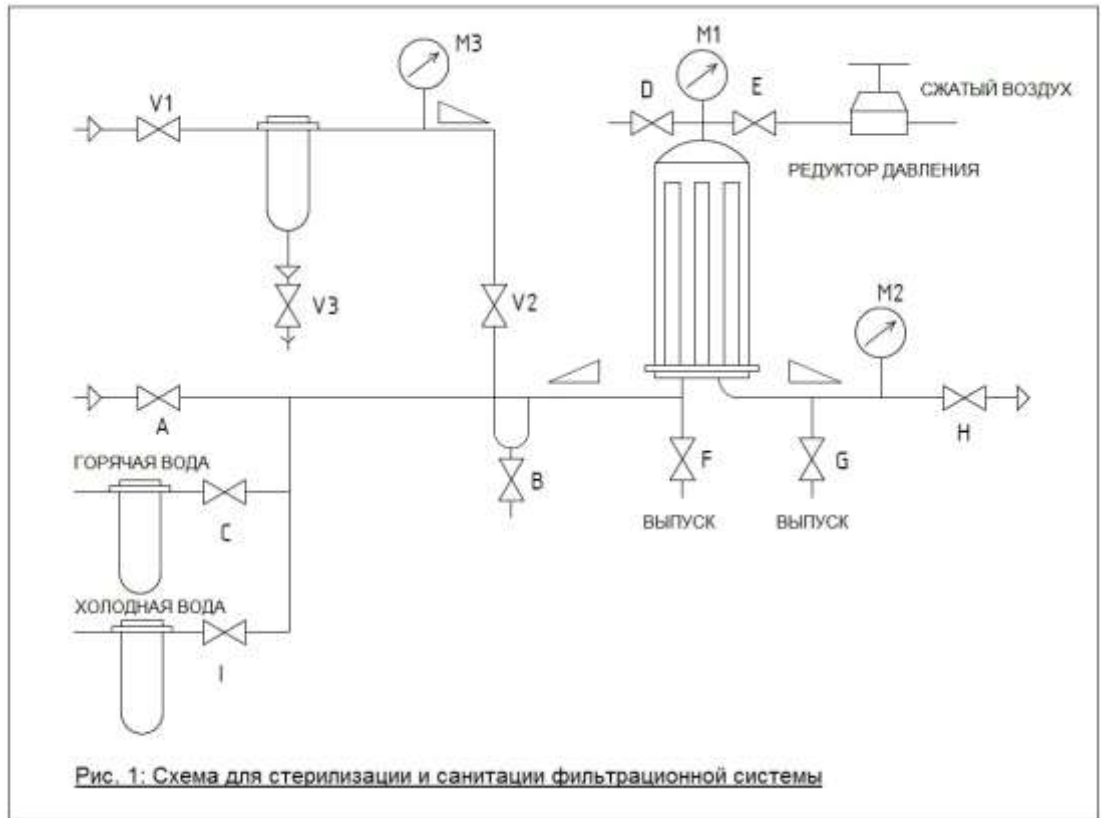 M3
M1
V1
D
E
СЖАТЫЙ ВОЗДУХ
РЕДУКТОР ДАВЛЕНИЯ
V3
V2
M2
A
H
ГОРЯЧАЯ ВОДА
B
F
G
C
ВЫПУСК
ВЫПУСК
ХОЛОДНАЯ ВОДА
I
Рис. 1: Схема для стерилизации и санитации фильтрационной системы